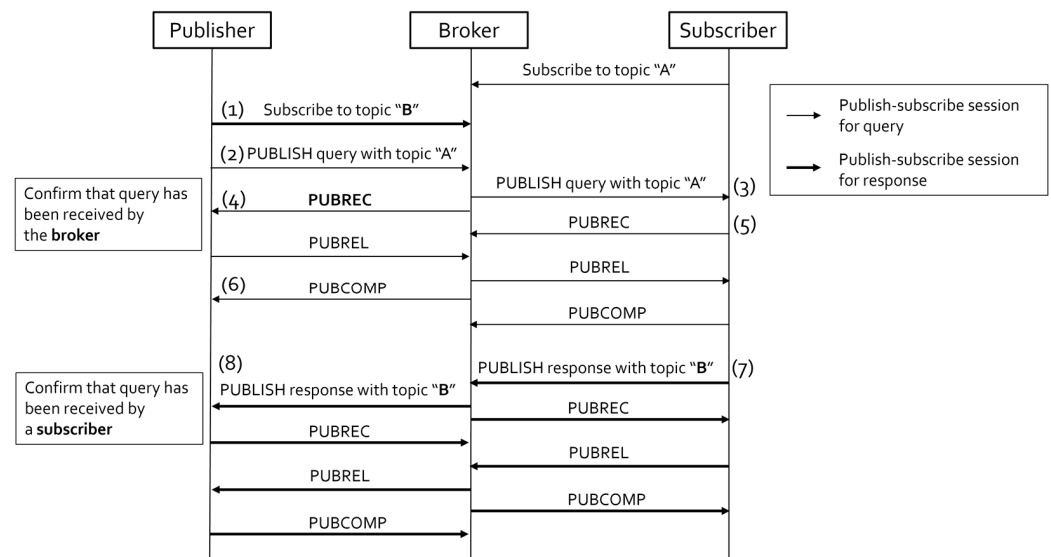 Publisher
Broker
Subscriber
Subscribe to topic "A"
(1) Subscribe to topic "B"
(2) PUBLISH query with topic "A"
PUBLISH query with topic "A" (3)
(4) PUBREC
PUBREC (5)
PUBREL
PUBREL
(6) PUBCOMP
PUBCOMP
(8)
PUBLISH response with topic "B" (7)
PUBLISH response with topic "B"
PUBREC
PUBREC
PUBREL
PUBREL
PUBCOMP
PUBCOMP
Confirm that query has
been received by
the broker
Confirm that query has
been received by
a subscriber
Publish-subscribe session
for query
Publish-subscribe session
for response